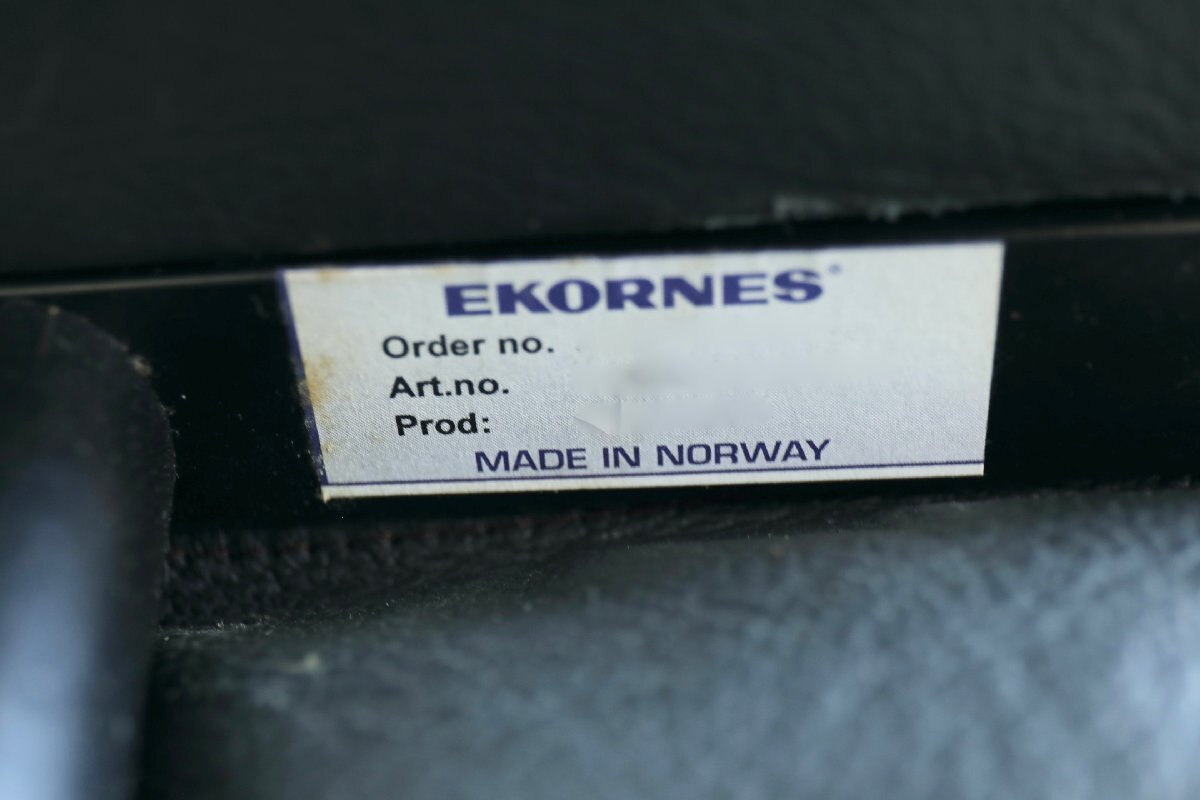 EKORNES®
Order no.
Art.no.
Prod:
MADE IN NORWAY